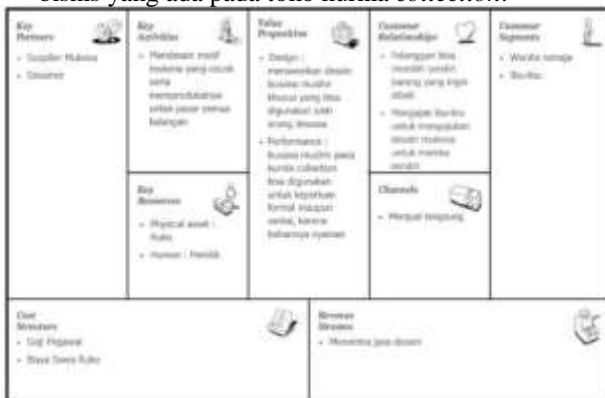 bisnis yang ada pada toko kurnia collection.
Key
Partners
• Supplier Mukena
• Desainer
Key
Activities
• Mendesain motif
mukena yang cocok
serta
memproduksinya
untuk pasar semua
kalangan
Key
Resources
• Physical asset :
Ruko
• Human : Pemilik
Value
Proposition
• Design :
menawarkan desain
busana muslim
khusus yang bisa
digunakan oleh
orang dewasa
• Performance :
busana muslim pada
kurnia collection
bisa digunakan
untuk keperluan
formal maupun
santai, karena
bahannya nyaman
Customer
Relationships
• Pelanggan bisa
memilih sendiri
barang yang ingin
dibeli
• Mengajak ibu-ibu
untuk mengajukan
desain mukena
untuk mereka
sendiri
Channels
• Menjual langsung
Customer
Segments
• Wanita remaja
• Ibu-ibu
Cost
Structure
• Gaji Pegawai
• Biaya Sewa Ruko
Revenue
Streams
• Menerima jasa desain